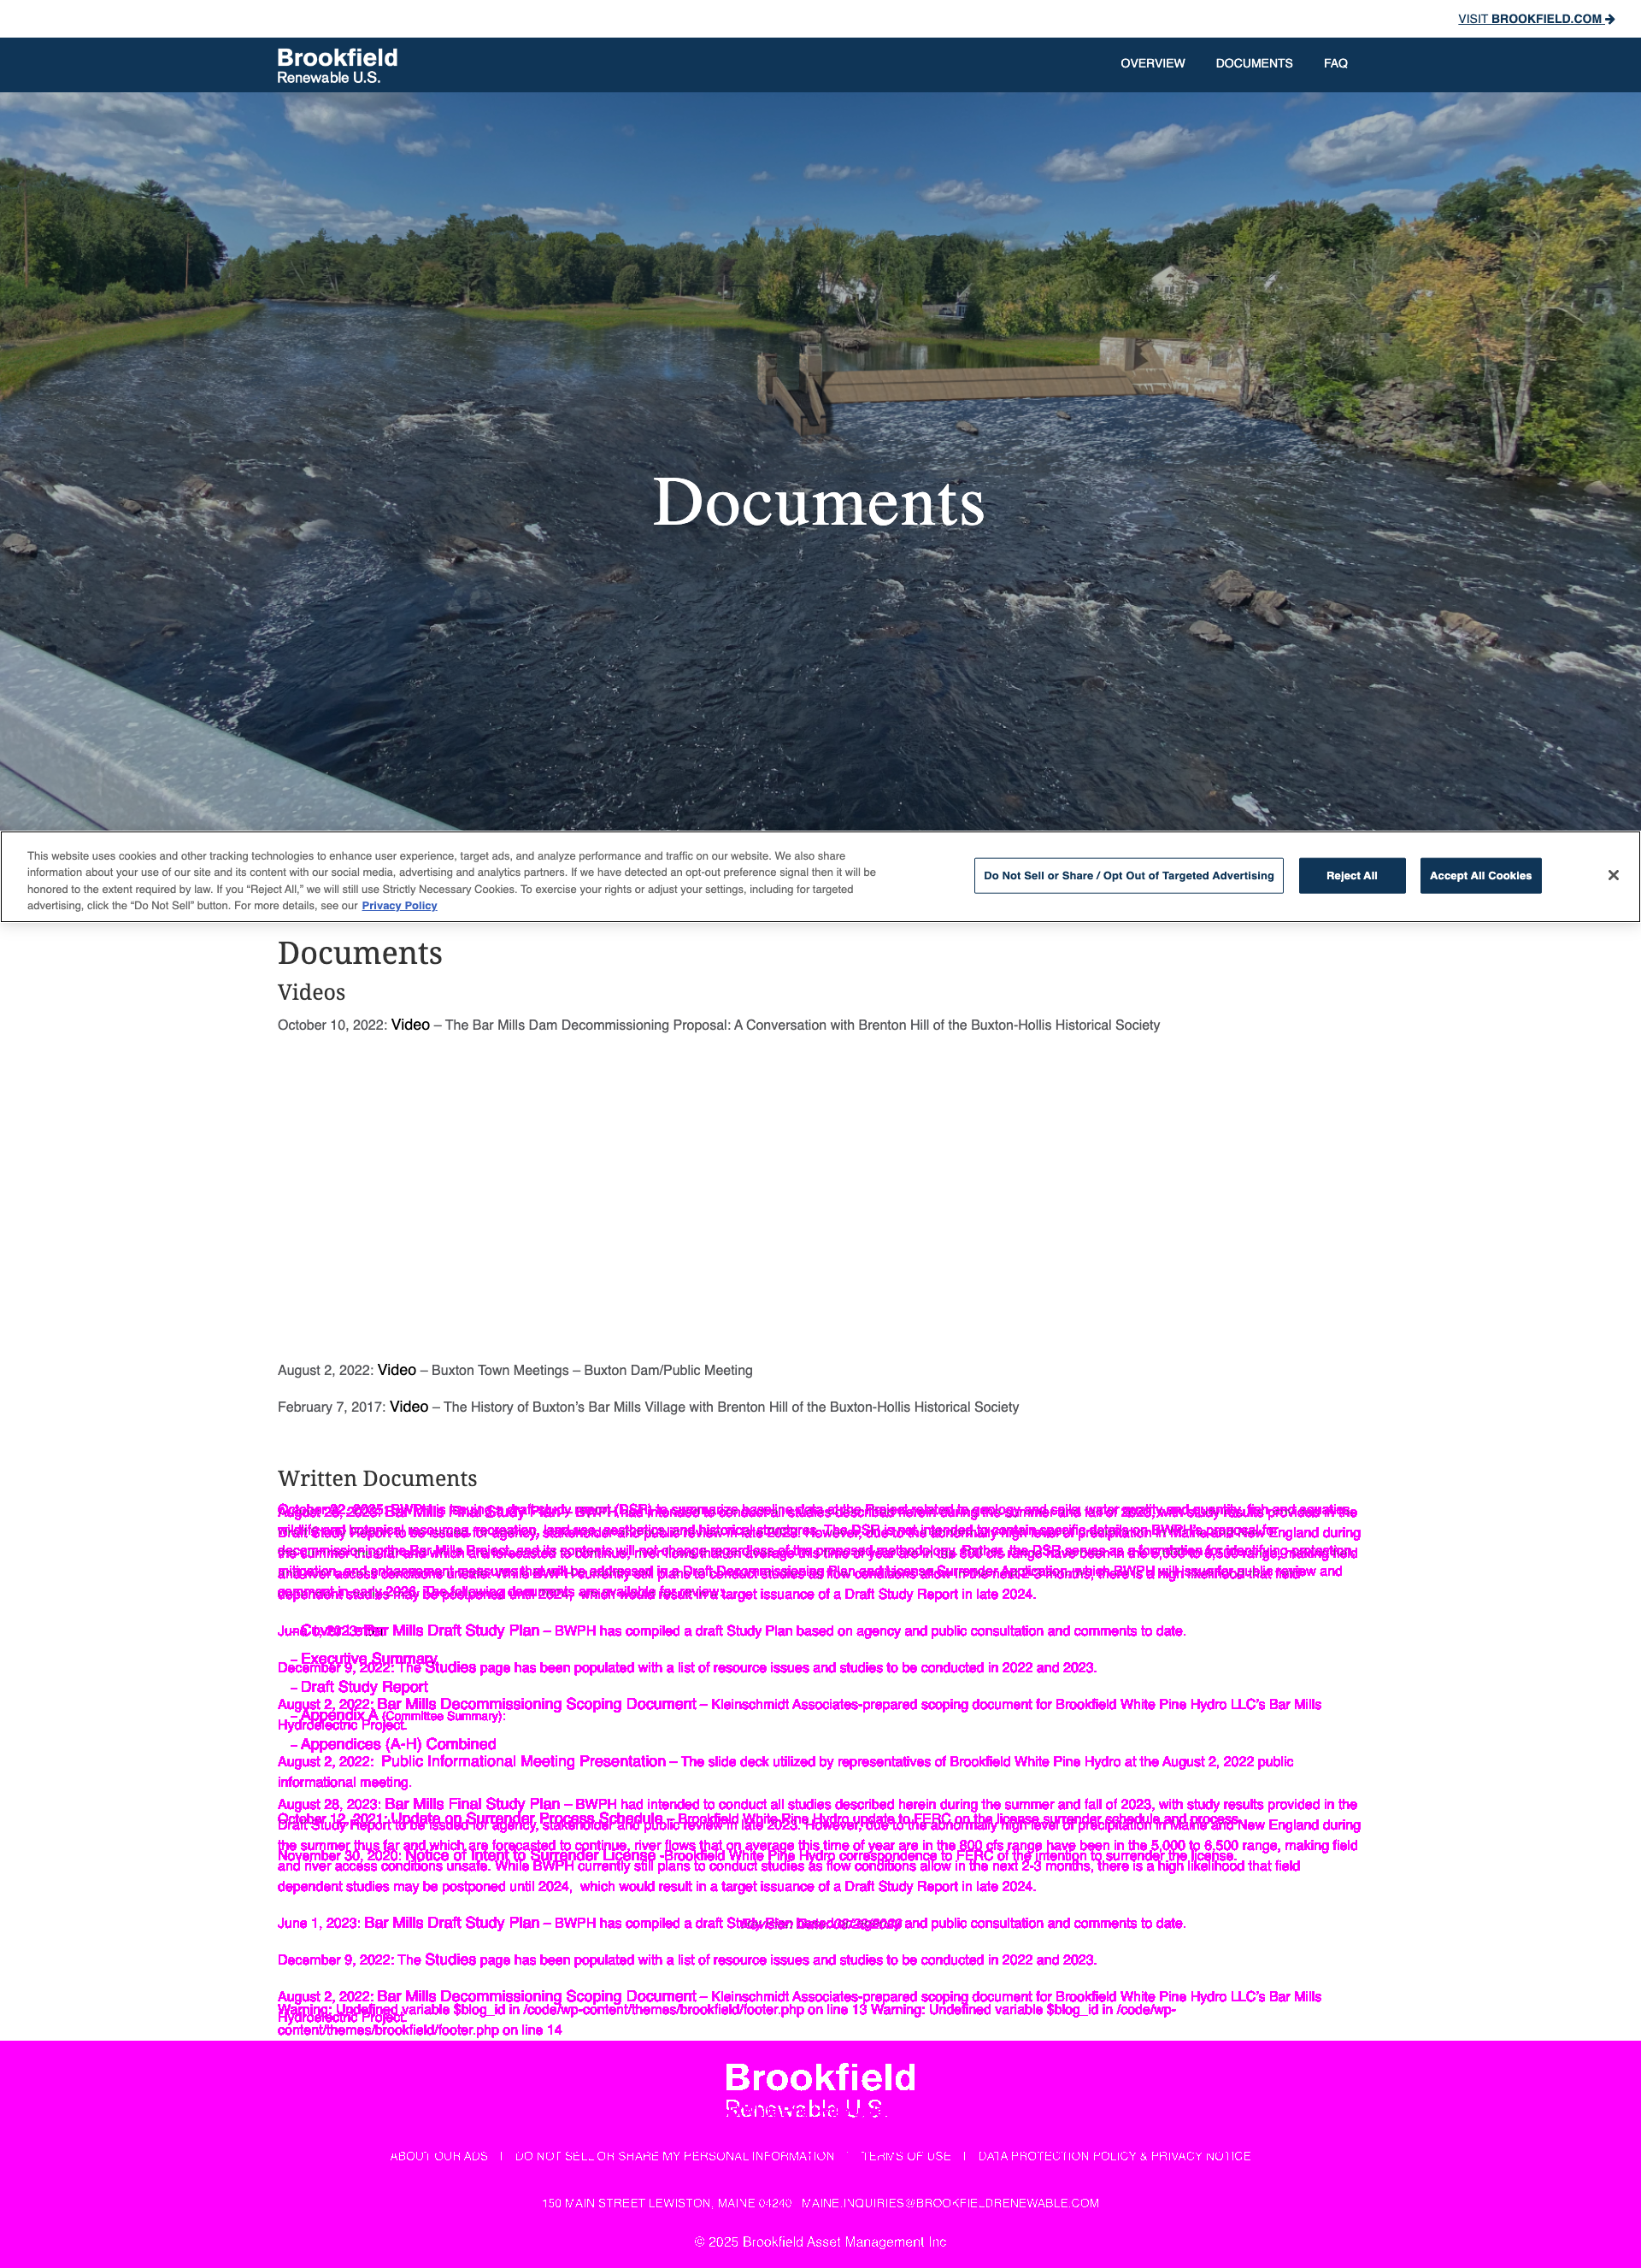 VISIT BROOKFIELD.COM
Brookfield
Renewable U.S.
OVERVIEW DOCUMENTS FAQ
Documents
This website uses cookies and other tracking technologies to enhance user experience, target ads, and analyze performance and traffic on our website. We also share
information about your use of our site and its content with our social media, advertising and analytics partners. If we have detected an opt-out preference signal then it will be
honored to the extent required by law. If you “Reject All,” we will still use Strictly Necessary Cookies. To exercise your rights or adjust your settings, including for targeted
advertising, click the “Do Not Sell” button. For more details, see our Privacy Policy
Do Not Sell or Share / Opt Out of Targeted Advertising
Reject All
Accept All Cookies
Documents
Videos
October 10, 2022: Video – The Bar Mills Dam Decommissioning Proposal: A Conversation with Brenton Hill of the Buxton-Hollis Historical Society
August 2, 2022: Video – Buxton Town Meetings – Buxton Dam/Public Meeting
February 7, 2017: Video – The History of Buxton’s Bar Mills Village with Brenton Hill of the Buxton-Hollis Historical Society
Written Documents
dependent studies may be postponed until 2024, which would result in a target issuance of a Draft Study Report in late 2024.
Bar Mills Draft Study Plan – BWPH has compiled a draft Study Plan based on agency and public consultation and comments to date.
– Executive Summary
December 9, 2022: The Studies page has been populated with a list of resource issues and studies to be conducted in 2022 and 2023.
– Draft Study Report
August 2, 2022: Bar Mills Decommissioning Scoping Document – Kleinschmidt Associates-prepared scoping document for Brookfield White Pine Hydro LLC’s Bar Mills
– Appendix A (Committee Summary):
Hydroelectric Project.
– Appendices (A-H) Combined
August 2, 2022: Public Informational Meeting Presentation – The slide deck utilized by representatives of Brookfield White Pine Hydro at the August 2, 2022 public
informational meeting.
August 28, 2023: Bar Mills Final Study Plan – BWPH had intended to conduct all studies described herein during the summer and fall of 2023, with study results provided in the
October 12, 2021: Update on Surrender Process Schedule – Brookfield White Pine Hydro update to FERC on the license surrender schedule and process.
Draft Study Report to be issued for agency, stakeholder and public review in late 2023. However, due to the abnormally high level of precipitation in Maine and New England during
the summer thus far and which are forecasted to continue, river flows that on average this time of year are in the 800 cfs range have been in the 5,000 to 6,500 range, making field
November 30, 2020: Notice of Intent to Surrender License -Brookfield White Pine Hydro correspondence to FERC of the intention to surrender the license.
and river access conditions unsafe. While BWPH currently still plans to conduct studies as flow conditions allow in the next 2-3 months, there is a high likelihood that field
dependent studies may be postponed until 2024, which would result in a target issuance of a Draft Study Report in late 2024.
June 1, 2023: Bar Mills Draft Study Plan – BWPH has compiled a draft Study Plan based on agency and public consultation and comments to date.
December 9, 2022: The Studies page has been populated with a list of resource issues and studies to be conducted in 2022 and 2023.
August 2, 2022: Bar Mills Decommissioning Scoping Document – Kleinschmidt Associates-prepared scoping document for Brookfield White Pine Hydro LLC’s Bar Mills
Warning: Undefined variable $blog_id in /code/wp-content/themes/brookfield/footer.php on line 13 Warning: Undefined variable $blog_id in /code/wp-
Hydroelectric Project.
content/themes/brookfield/footer.php on line 14
Brookfield
Renewable U.S.
ABOUT OUR ADS | DO NOT SELL OR SHARE MY PERSONAL INFORMATION TERMS OF USE | DATA PROTECTION POLICY & PRIVACY NOTICE
150 MAIN STREET LEWISTON, MAINE 04240 MAINE.INQUIRIES@BROOKFIELDRENEWABLE.COM
© 2025 Brookfield Asset Management Inc